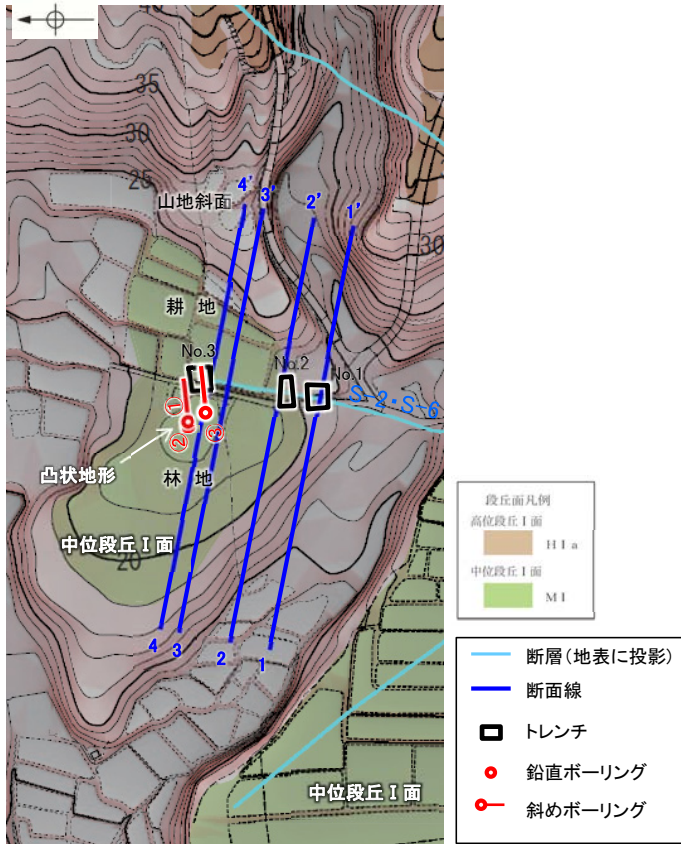 35
30
25
山地斜面
4'
3'
2'
1'
30
耕 地
No.3
No.2
No.1
S-2・S-6
①
②
③
凸状地形
林 地
中位段丘Ⅰ面
20
4
3
2
1
中位段丘Ⅰ面
段丘面凡例
高位段丘Ⅰ面
HⅠa
中位段丘Ⅰ面
MⅠ
断層(地表に投影)
断面線
トレンチ
鉛直ボーリング
斜めボーリング